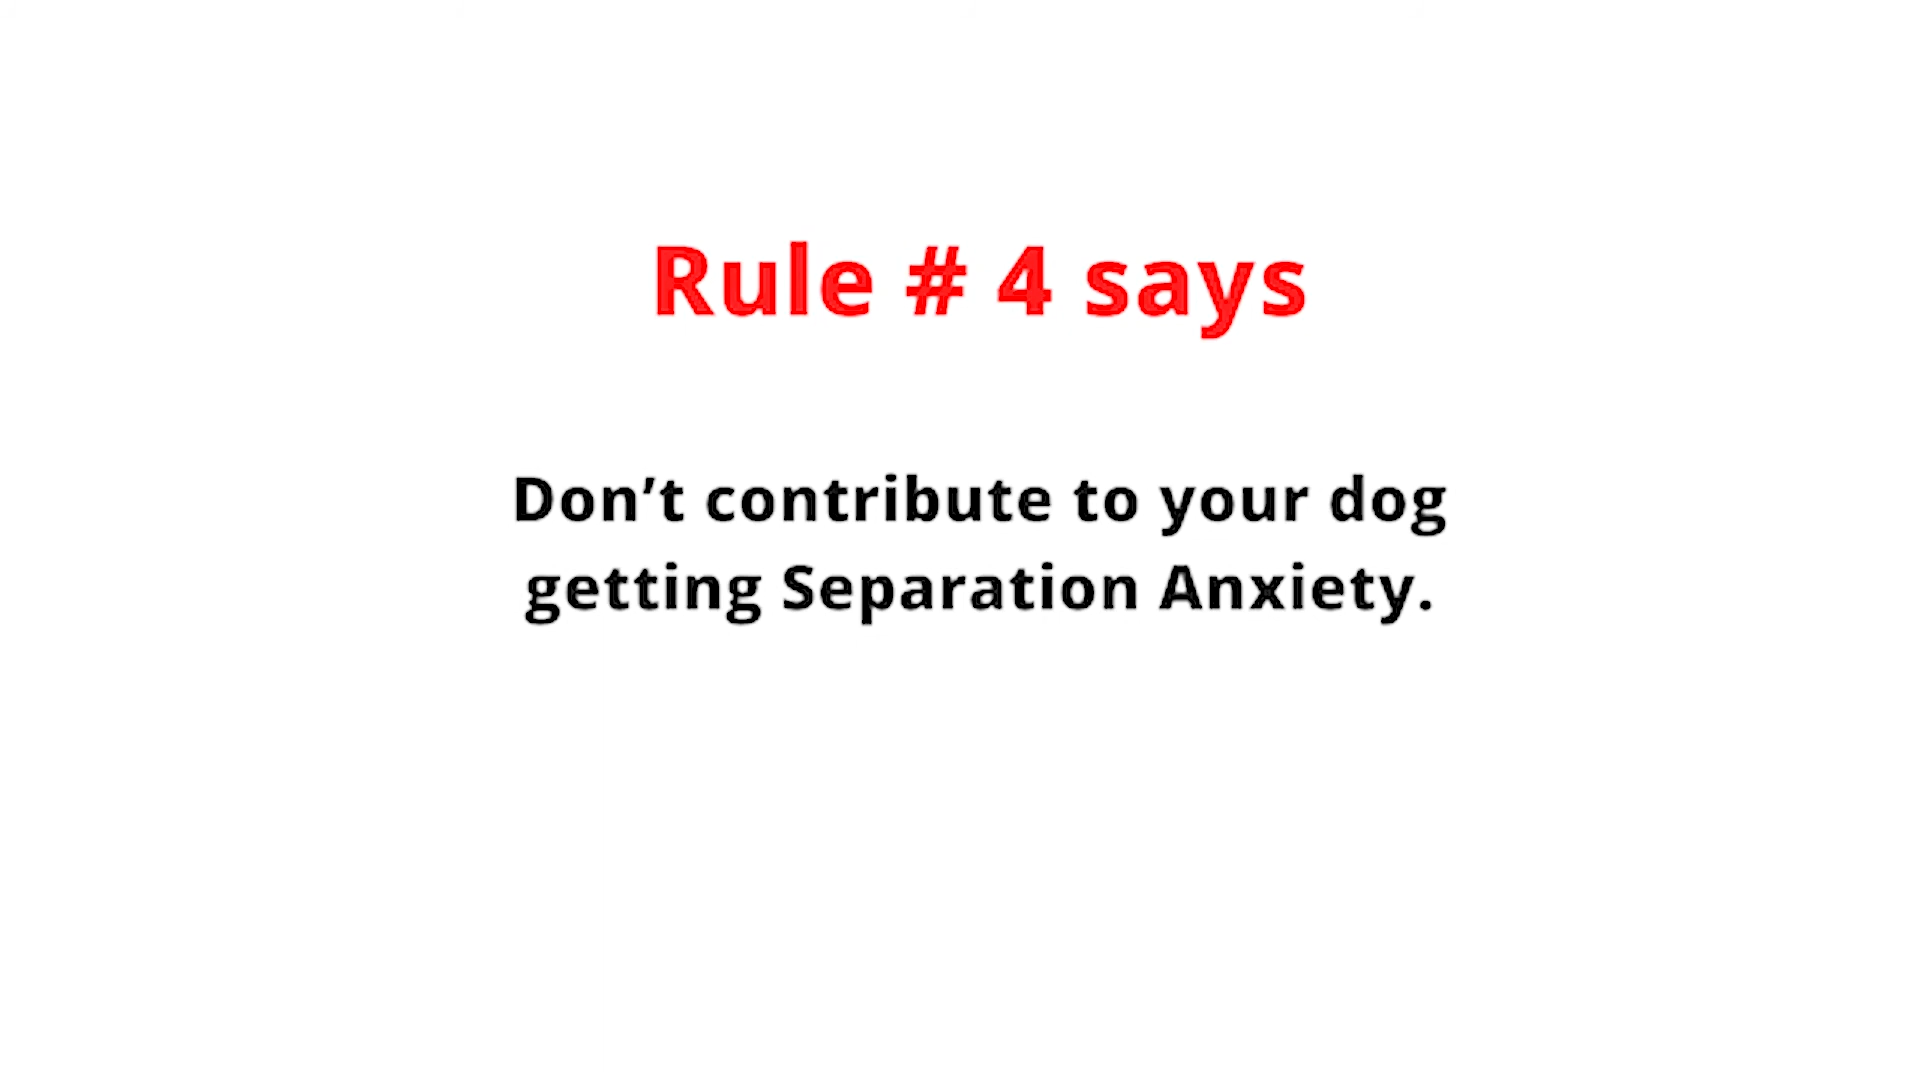 Rule # 4 says
Don’t contribute to your dog
getting Separation Anxiety.